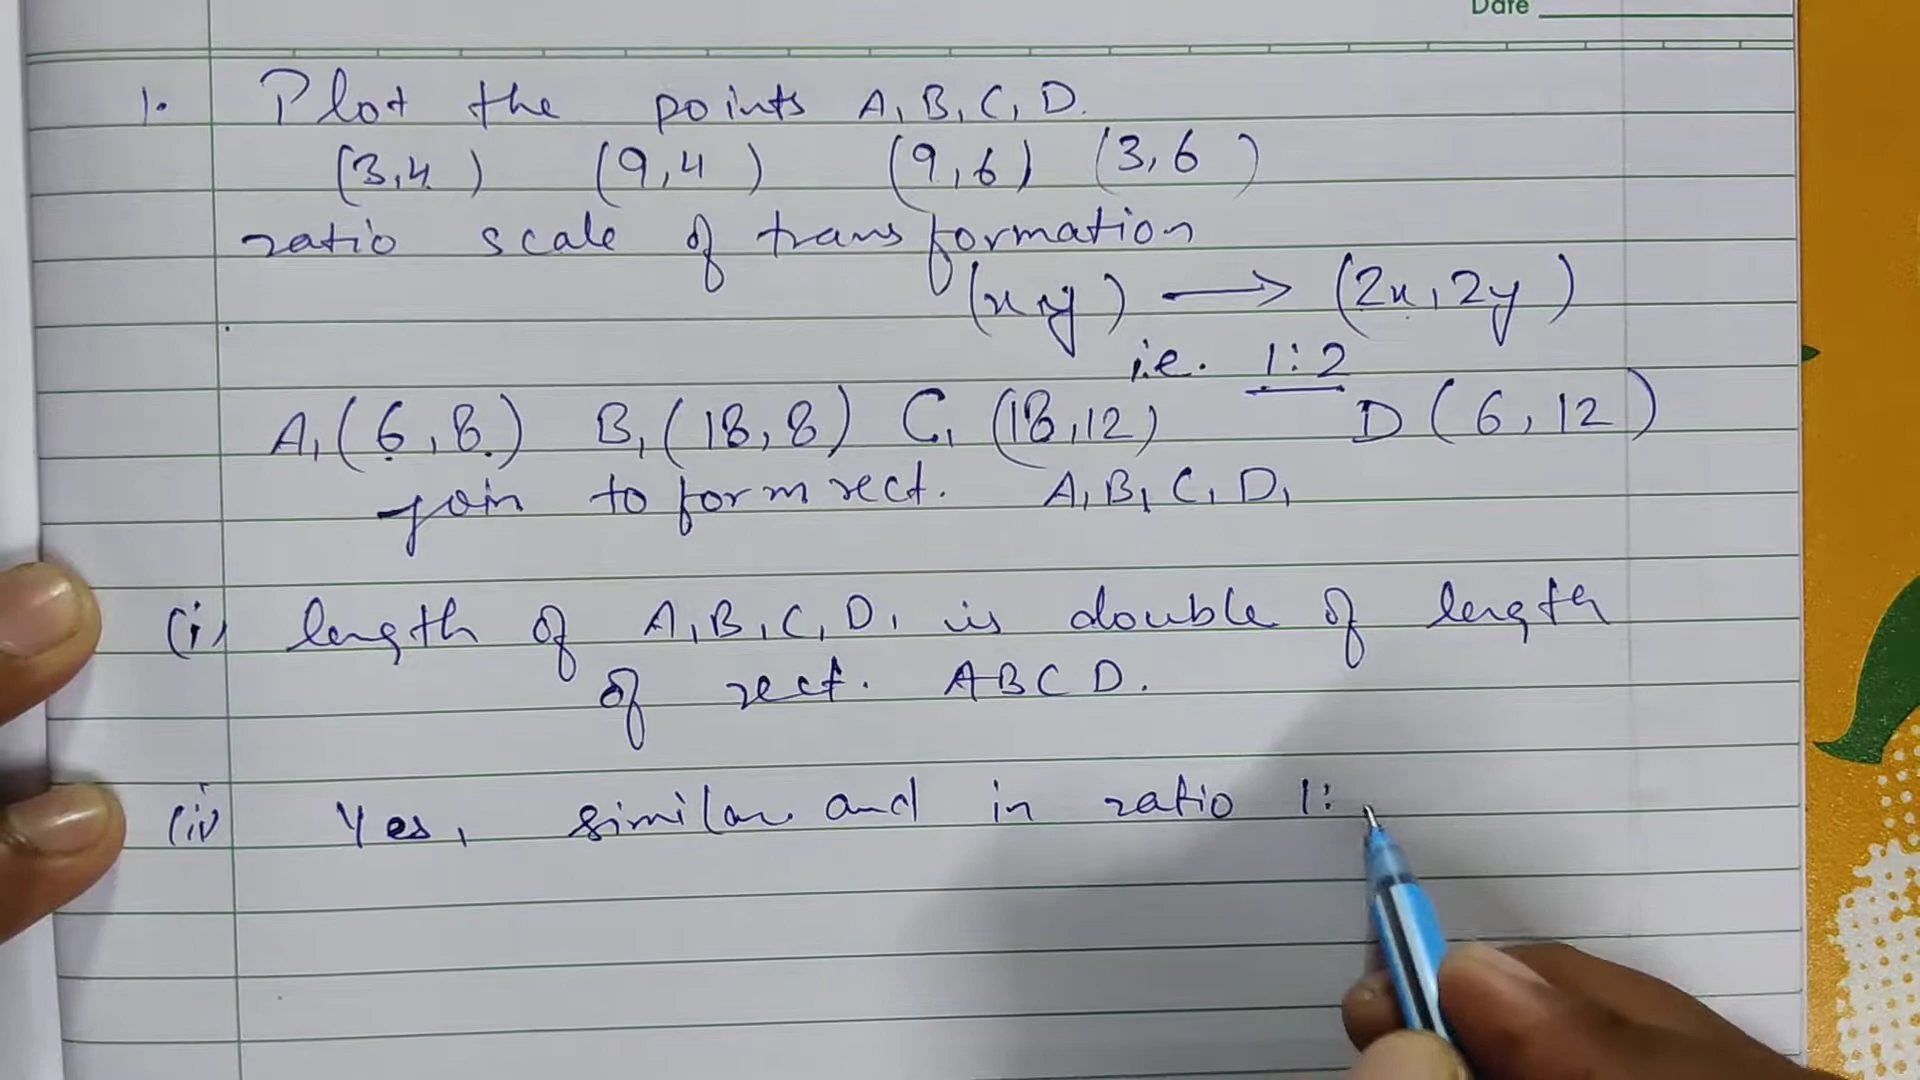 Date
1. Plot the points A, B, C, D.
(3,4) (9,4) (9,6) (3,6)
ratio scale of transformation
(x,y) → (2x, 2y)
i.e. 1:2
A₁(6,8) B₁(18,8) C₁(18,12) D(6,12)
join to form rect. A₁B₁C₁D₁
(i) length of A₁B₁C₁D₁ is double of length
of rect. ABCD.
(ii) Yes, similar and in ratio 1: